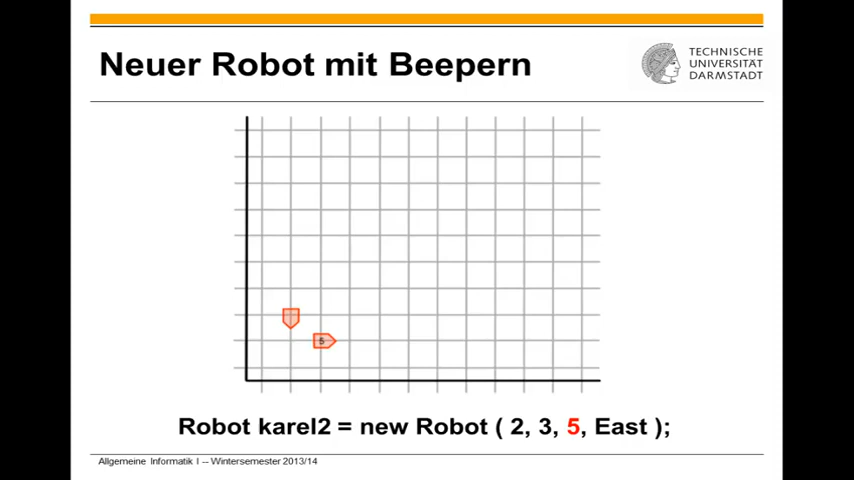 Neuer Robot mit Beepern
TECHNISCHE
UNIVERSITÄT
DARMSTADT
5
Robot karel2 = new Robot ( 2, 3, 5, East );
Allgemeine Informatik I -- Wintersemester 2013/14